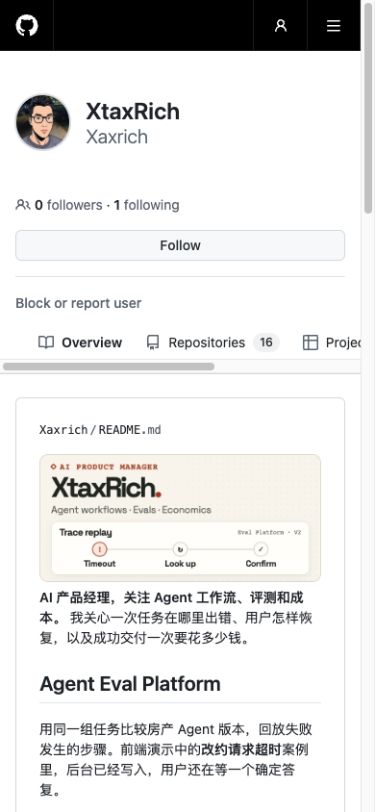 XtaxRich
Xaxrich
0 followers · 1 following
Follow
Block or report user
Overview
Repositories 16
Projec
Xaxrich/README.md
AI PRODUCT MANAGER
XtaxRich.
Agent workflows · Evals · Economics
Trace replay
Eval Platform · V2
Timeout
Look up
Confirm
AI 产品经理，关注 Agent 工作流、评测和成
本。 我关心一次任务在哪里出错、用户怎样恢
复，以及成功交付一次要花多少钱。
Agent Eval Platform
用同一组任务比较房产 Agent 版本，回放失败
发生的步骤。前端演示中的改约请求超时案例
里，后台已经写入，用户还在等一个确定答
复。